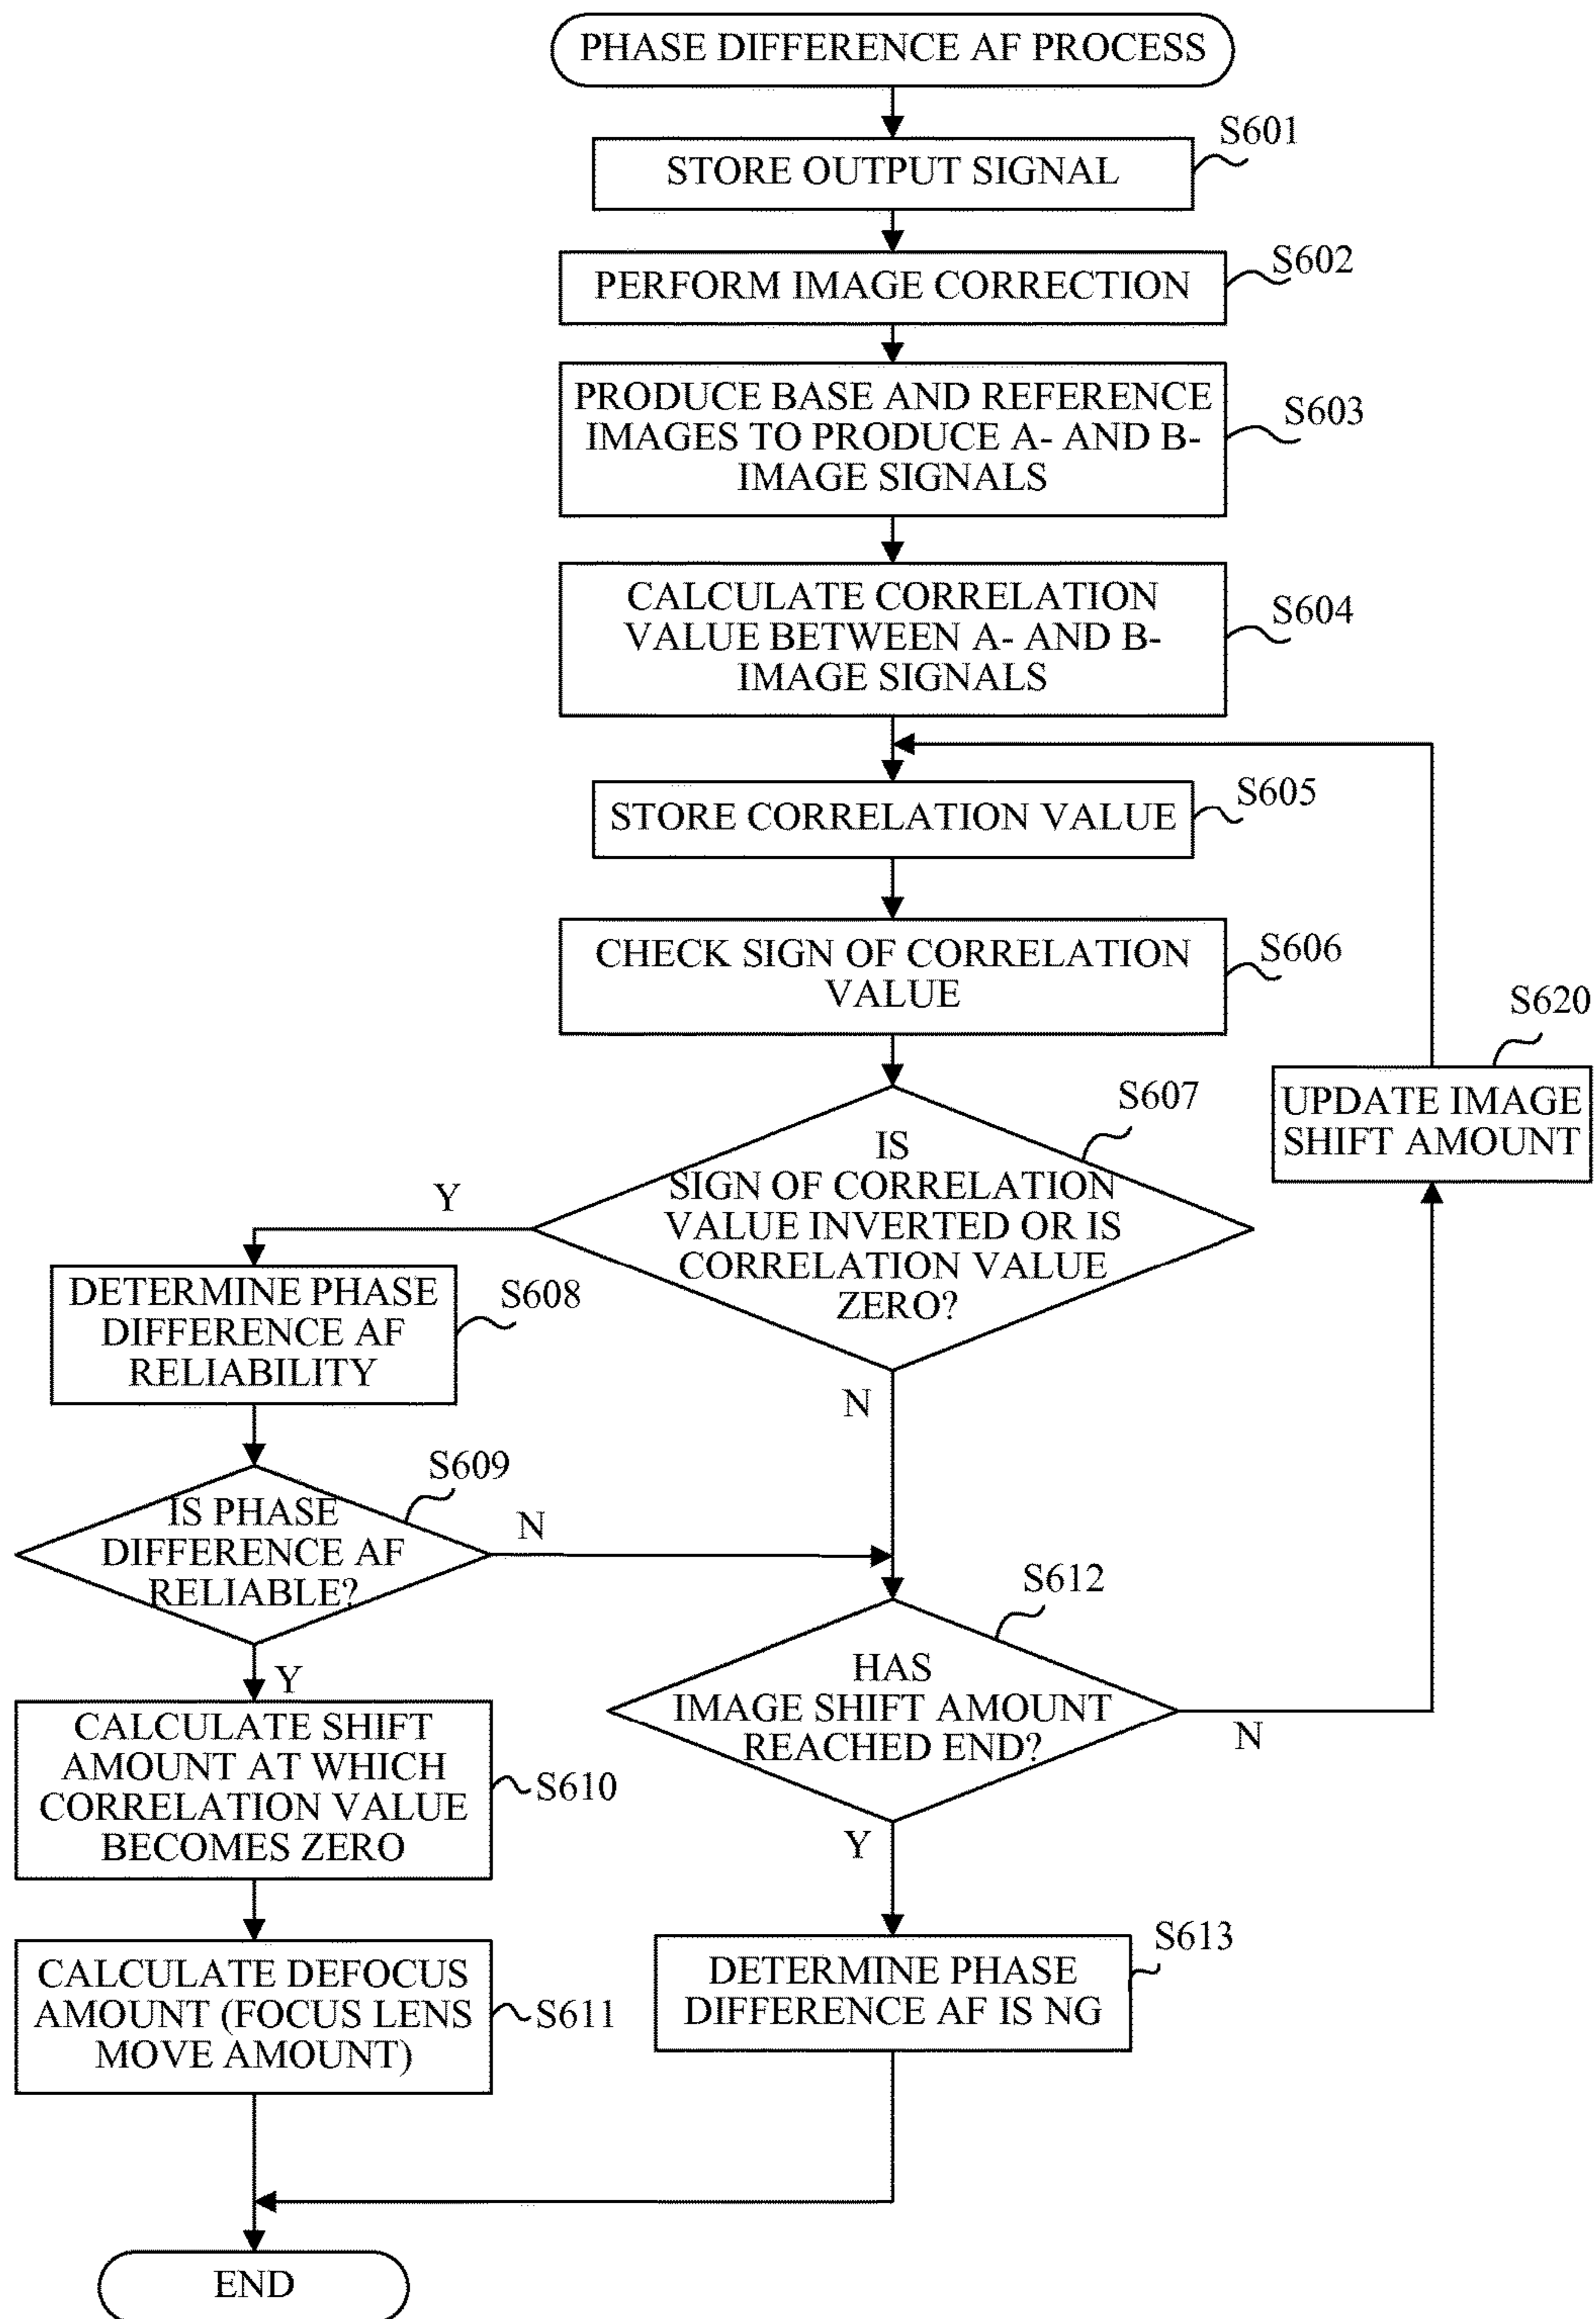 PHASE DIFFERENCE AF PROCESS
S601
STORE OUTPUT SIGNAL
S602
PERFORM IMAGE CORRECTION
S603
PRODUCE BASE AND REFERENCE
IMAGES TO PRODUCE A- AND B-
IMAGE SIGNALS
S604
CALCULATE CORRELATION
VALUE BETWEEN A- AND B-
IMAGE SIGNALS
S605
STORE CORRELATION VALUE
S606
CHECK SIGN OF CORRELATION
VALUE
S620
UPDATE IMAGE
SHIFT AMOUNT
S607
IS
SIGN OF CORRELATION
VALUE INVERTED OR IS
CORRELATION VALUE
ZERO?
Y
N
S608
DETERMINE PHASE
DIFFERENCE AF
RELIABILITY
S609
IS PHASE
DIFFERENCE AF
RELIABLE?
N
Y
S612
HAS
IMAGE SHIFT AMOUNT
REACHED END?
N
Y
CALCULATE SHIFT
AMOUNT AT WHICH
CORRELATION VALUE
BECOMES ZERO
S610
CALCULATE DEFOCUS
AMOUNT (FOCUS LENS
MOVE AMOUNT)
S611
S613
DETERMINE PHASE
DIFFERENCE AF IS NG
END